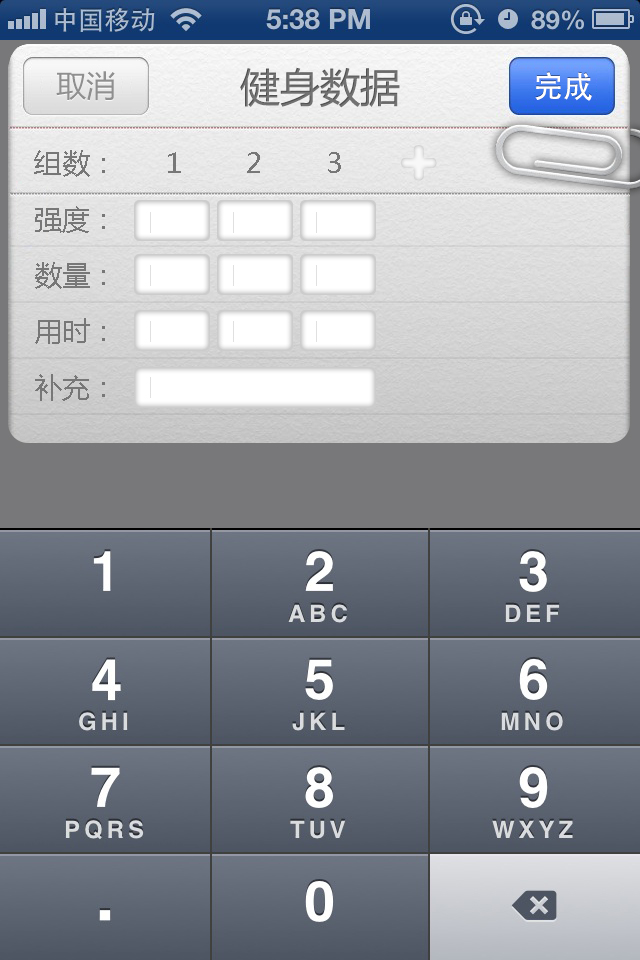 中国移动 5:38 PM 89%
取消 健身数据 完成
组数： 1 2 3
强度：
数量：
用时：
补充：
1 2 3
ABC DEF
4 5 6
GHI JKL MNO
7 8 9
PQRS TUV WXYZ
. 0